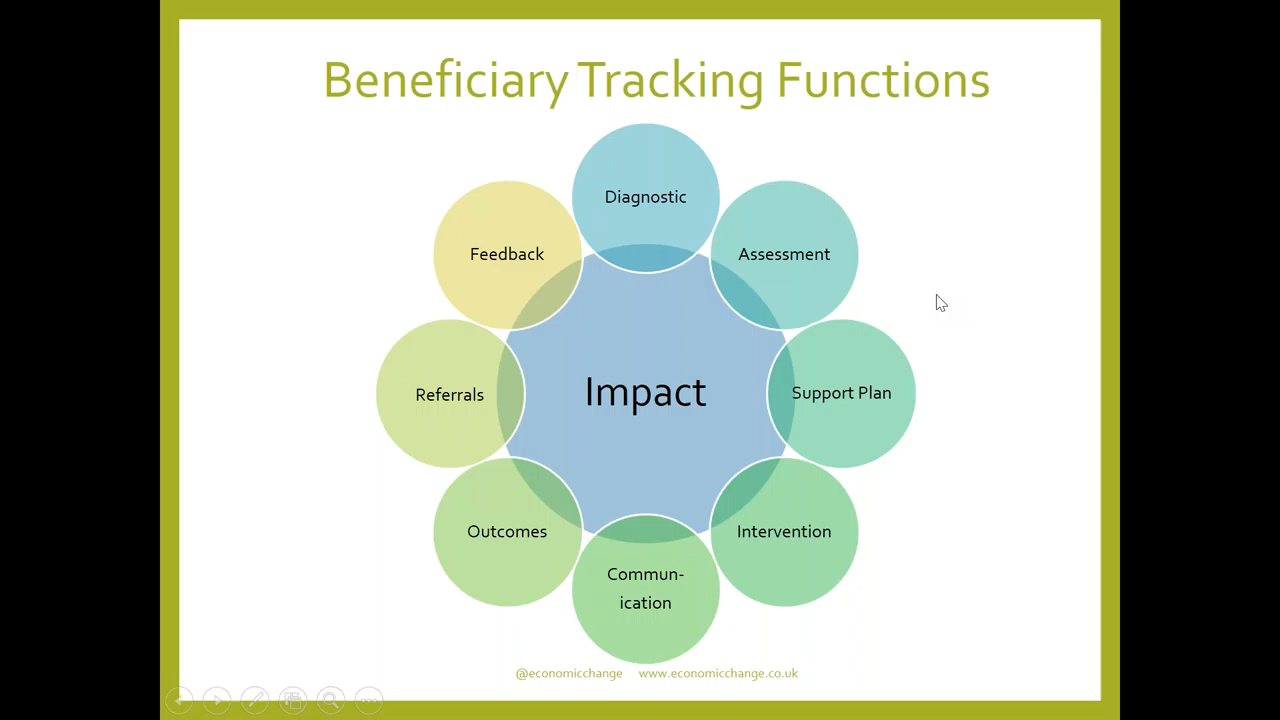 Beneficiary Tracking Functions
Diagnostic
Assessment
Support Plan
Intervention
Commun-
ication
Outcomes
Referrals
Feedback
Impact
@economicchange www.economicchange.co.uk